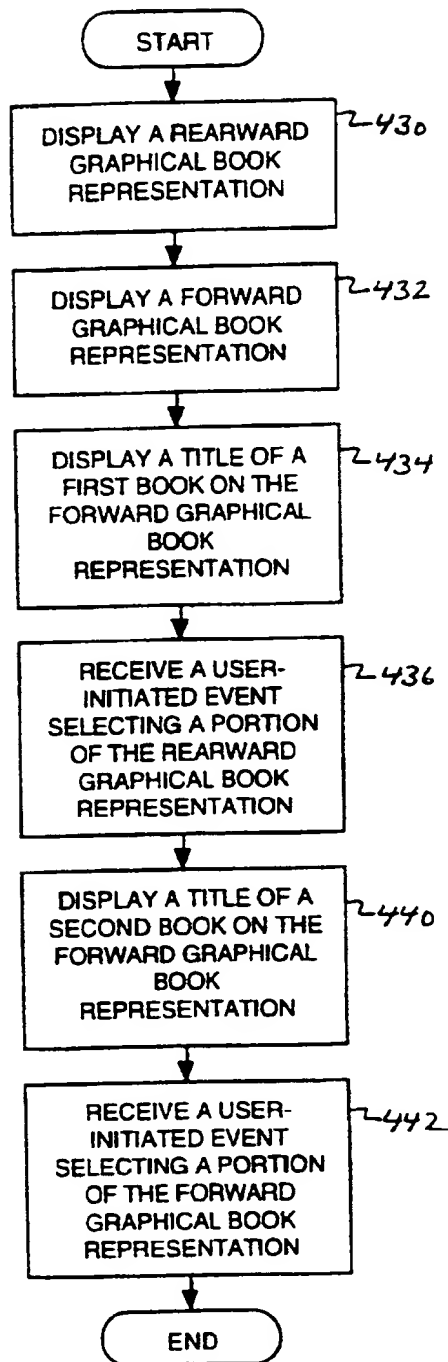 START
DISPLAY A REARWARD
GRAPHICAL BOOK
REPRESENTATION
430
DISPLAY A FORWARD
GRAPHICAL BOOK
REPRESENTATION
432
DISPLAY A TITLE OF A
FIRST BOOK ON THE
FORWARD GRAPHICAL
BOOK
REPRESENTATION
434
RECEIVE A USER-
INITIATED EVENT
SELECTING A PORTION
OF THE REARWARD
GRAPHICAL BOOK
REPRESENTATION
436
DISPLAY A TITLE OF A
SECOND BOOK ON THE
FORWARD GRAPHICAL
BOOK
REPRESENTATION
440
RECEIVE A USER-
INITIATED EVENT
SELECTING A PORTION
OF THE FORWARD
GRAPHICAL BOOK
REPRESENTATION
442
END